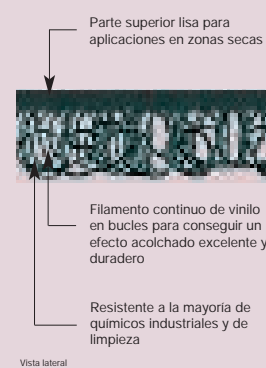 Parte superior lisa para
aplicaciones en zonas secas
Filamento continuo de vinilo
en bucles para conseguir un
efecto acolchado excelente y
duradero
Resistente a la mayoría de
químicos industriales y de
limpieza
Vista lateral